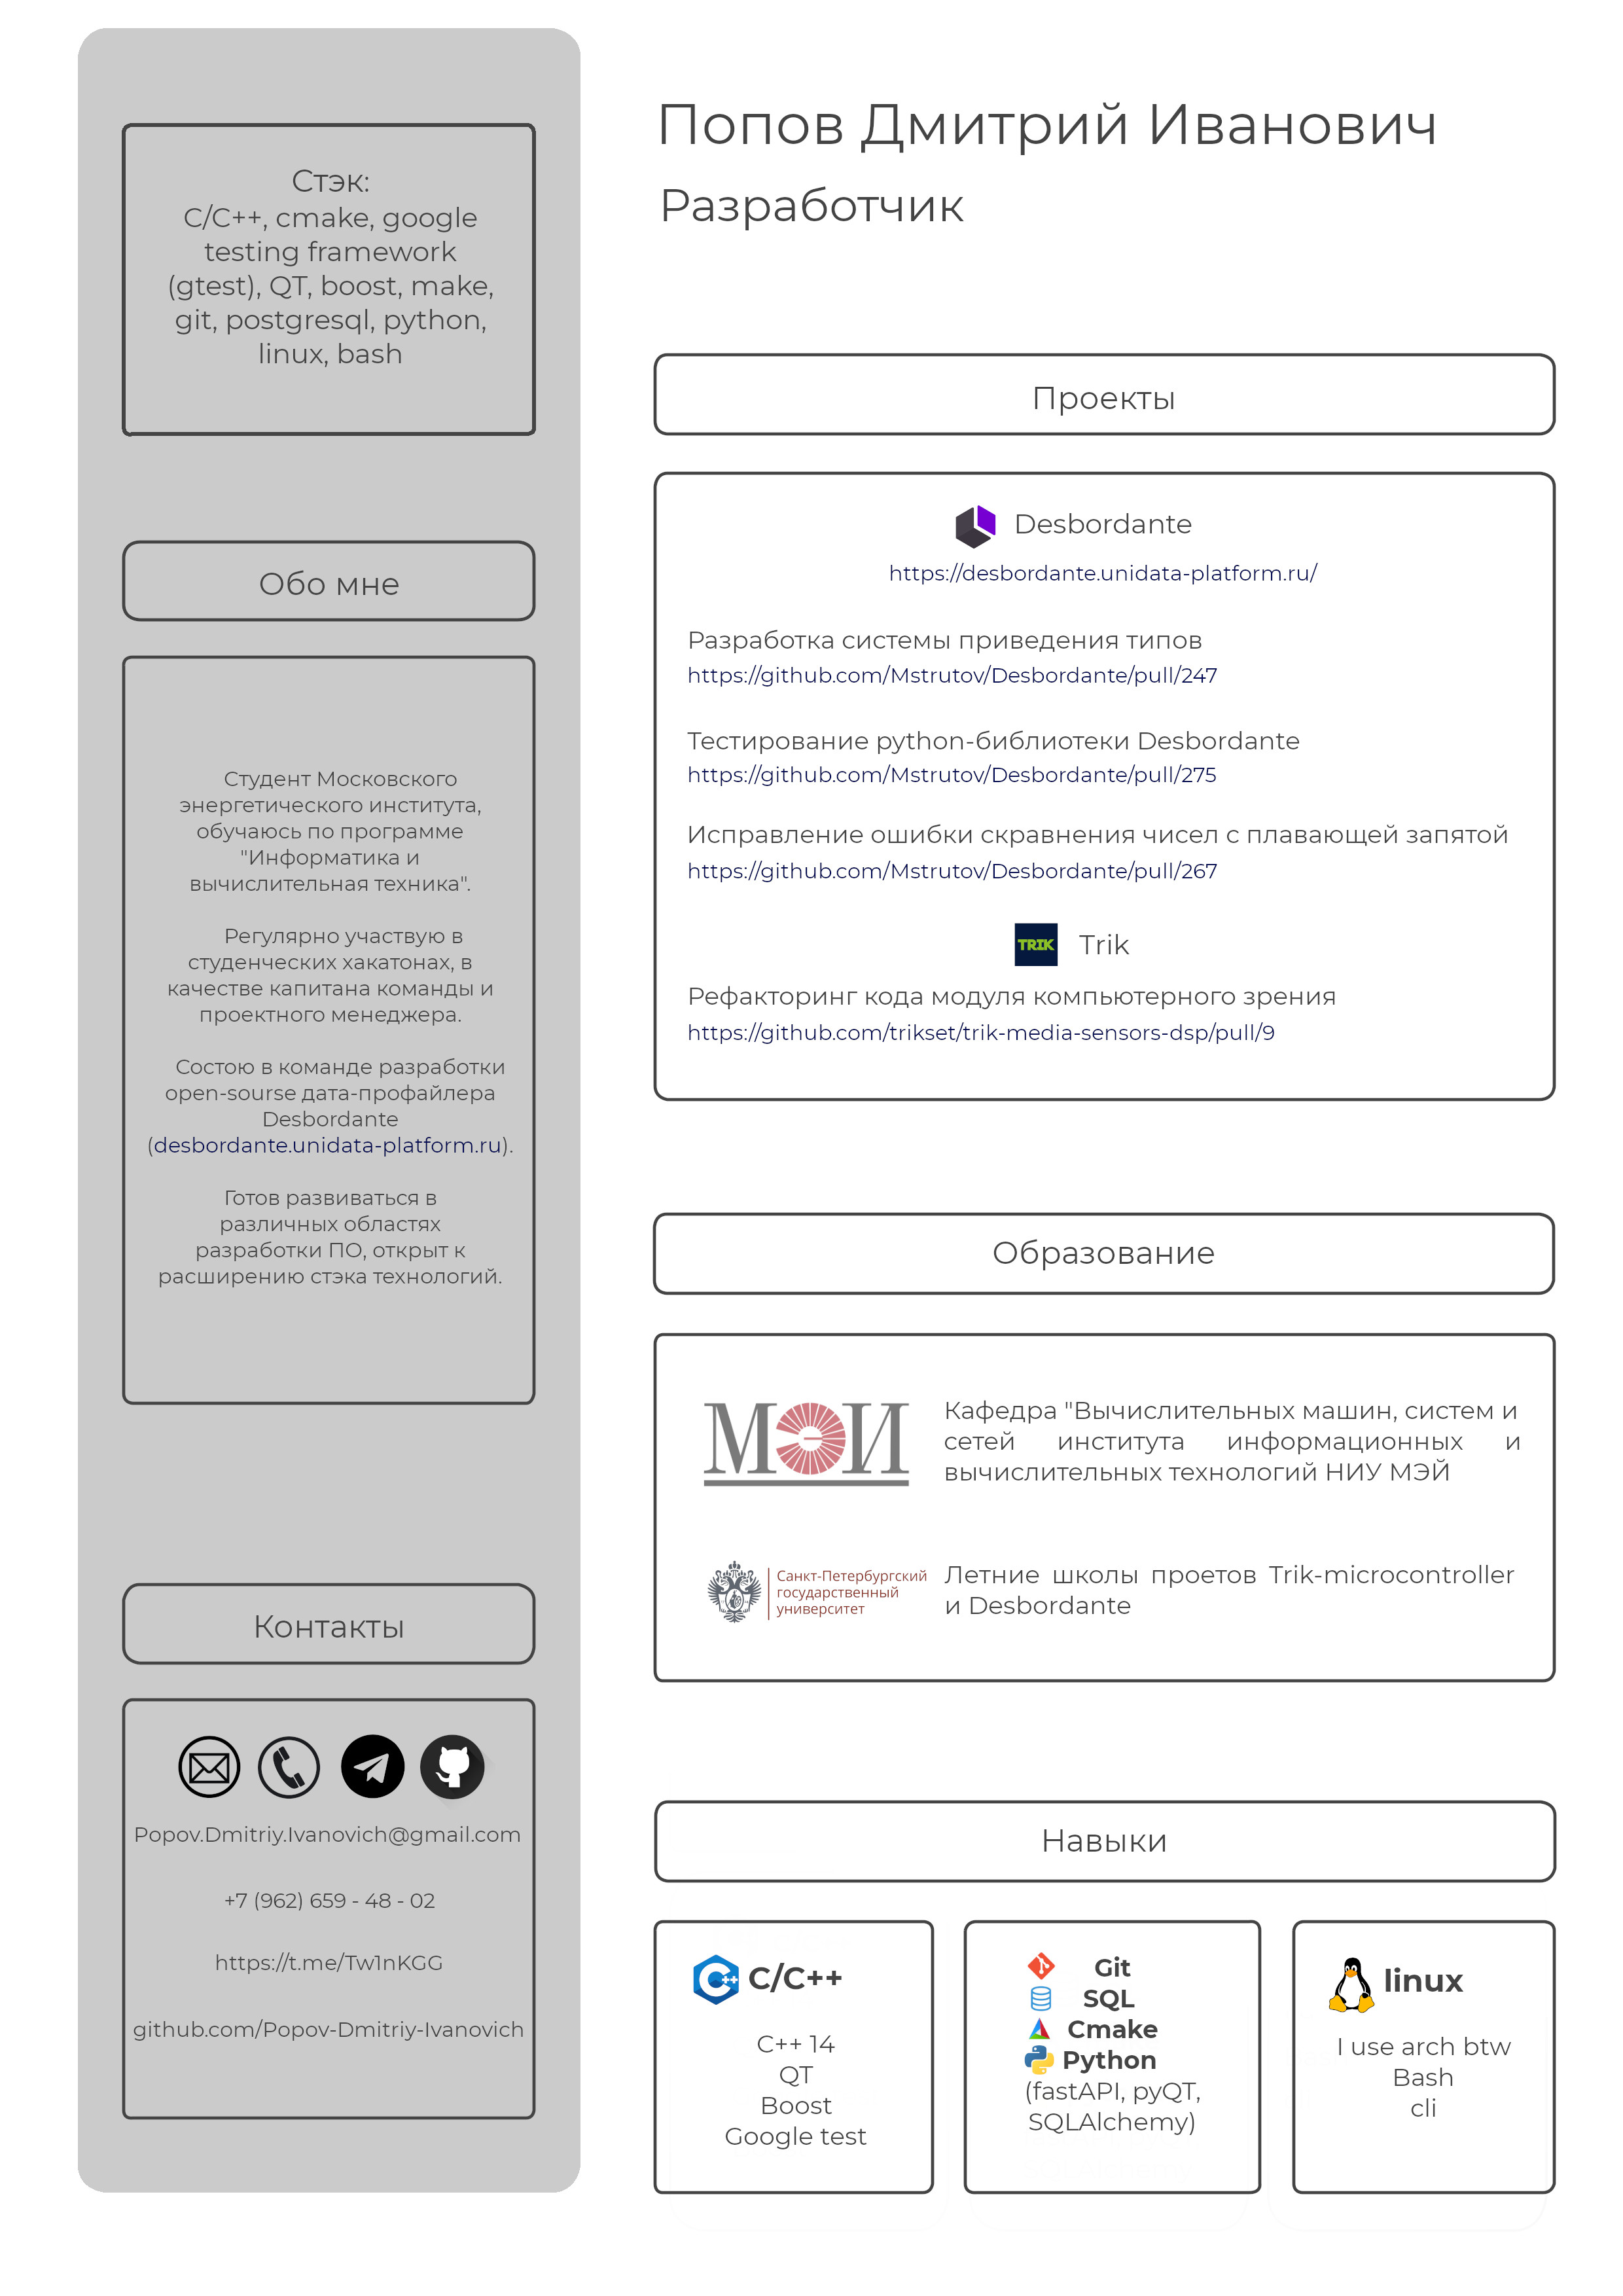 Стэк:
C/C++, cmake, google
testing framework
(gtest), QT, boost, make,
git, postgresql, python,
linux, bash
Обо мне
Студент Московского
энергетического института,
обучаюсь по программе
"Информатика и
вычислительная техника".
Регулярно участвую в
студенческих хакатонах, в
качестве капитана команды и
проектного менеджера.
Состою в команде разработки
open-sourse дата-профайлера
Desbordante
(desbordante.unidata-platform.ru).
Готов развиваться в
различных областях
разработки ПО, открыт к
расширению стэка технологий.
Контакты
Popov.Dmitriy.Ivanovich@gmail.com
+7 (962) 659 - 48 - 02
https://t.me/Tw1nKGG
github.com/Popov-Dmitriy-Ivanovich
Попов Дмитрий Иванович
Разработчик
Проекты
Desbordante
https://desbordante.unidata-platform.ru/
Разработка системы приведения типов
https://github.com/Mstrutov/Desbordante/pull/247
Тестирование python-библиотеки Desbordante
https://github.com/Mstrutov/Desbordante/pull/275
Исправление ошибки скравнения чисел с плавающей запятой
https://github.com/Mstrutov/Desbordante/pull/267
TRIK Trik
Рефакторинг кода модуля компьютерного зрения
https://github.com/trikset/trik-media-sensors-dsp/pull/9
Образование
МЭИ
Кафедра "Вычислительных машин, систем и
сетей института информационных и
вычислительных технологий НИУ МЭЙ
Санкт-Петербургский
государственный
университет
Летние школы проетов Trik-microcontroller
и Desbordante
Навыки
C/C++
C++ 14
QT
Boost
Google test
Git
SQL
Cmake
Python
(fastAPI, pyQT,
SQLAlchemy)
linux
I use arch btw
Bash
cli